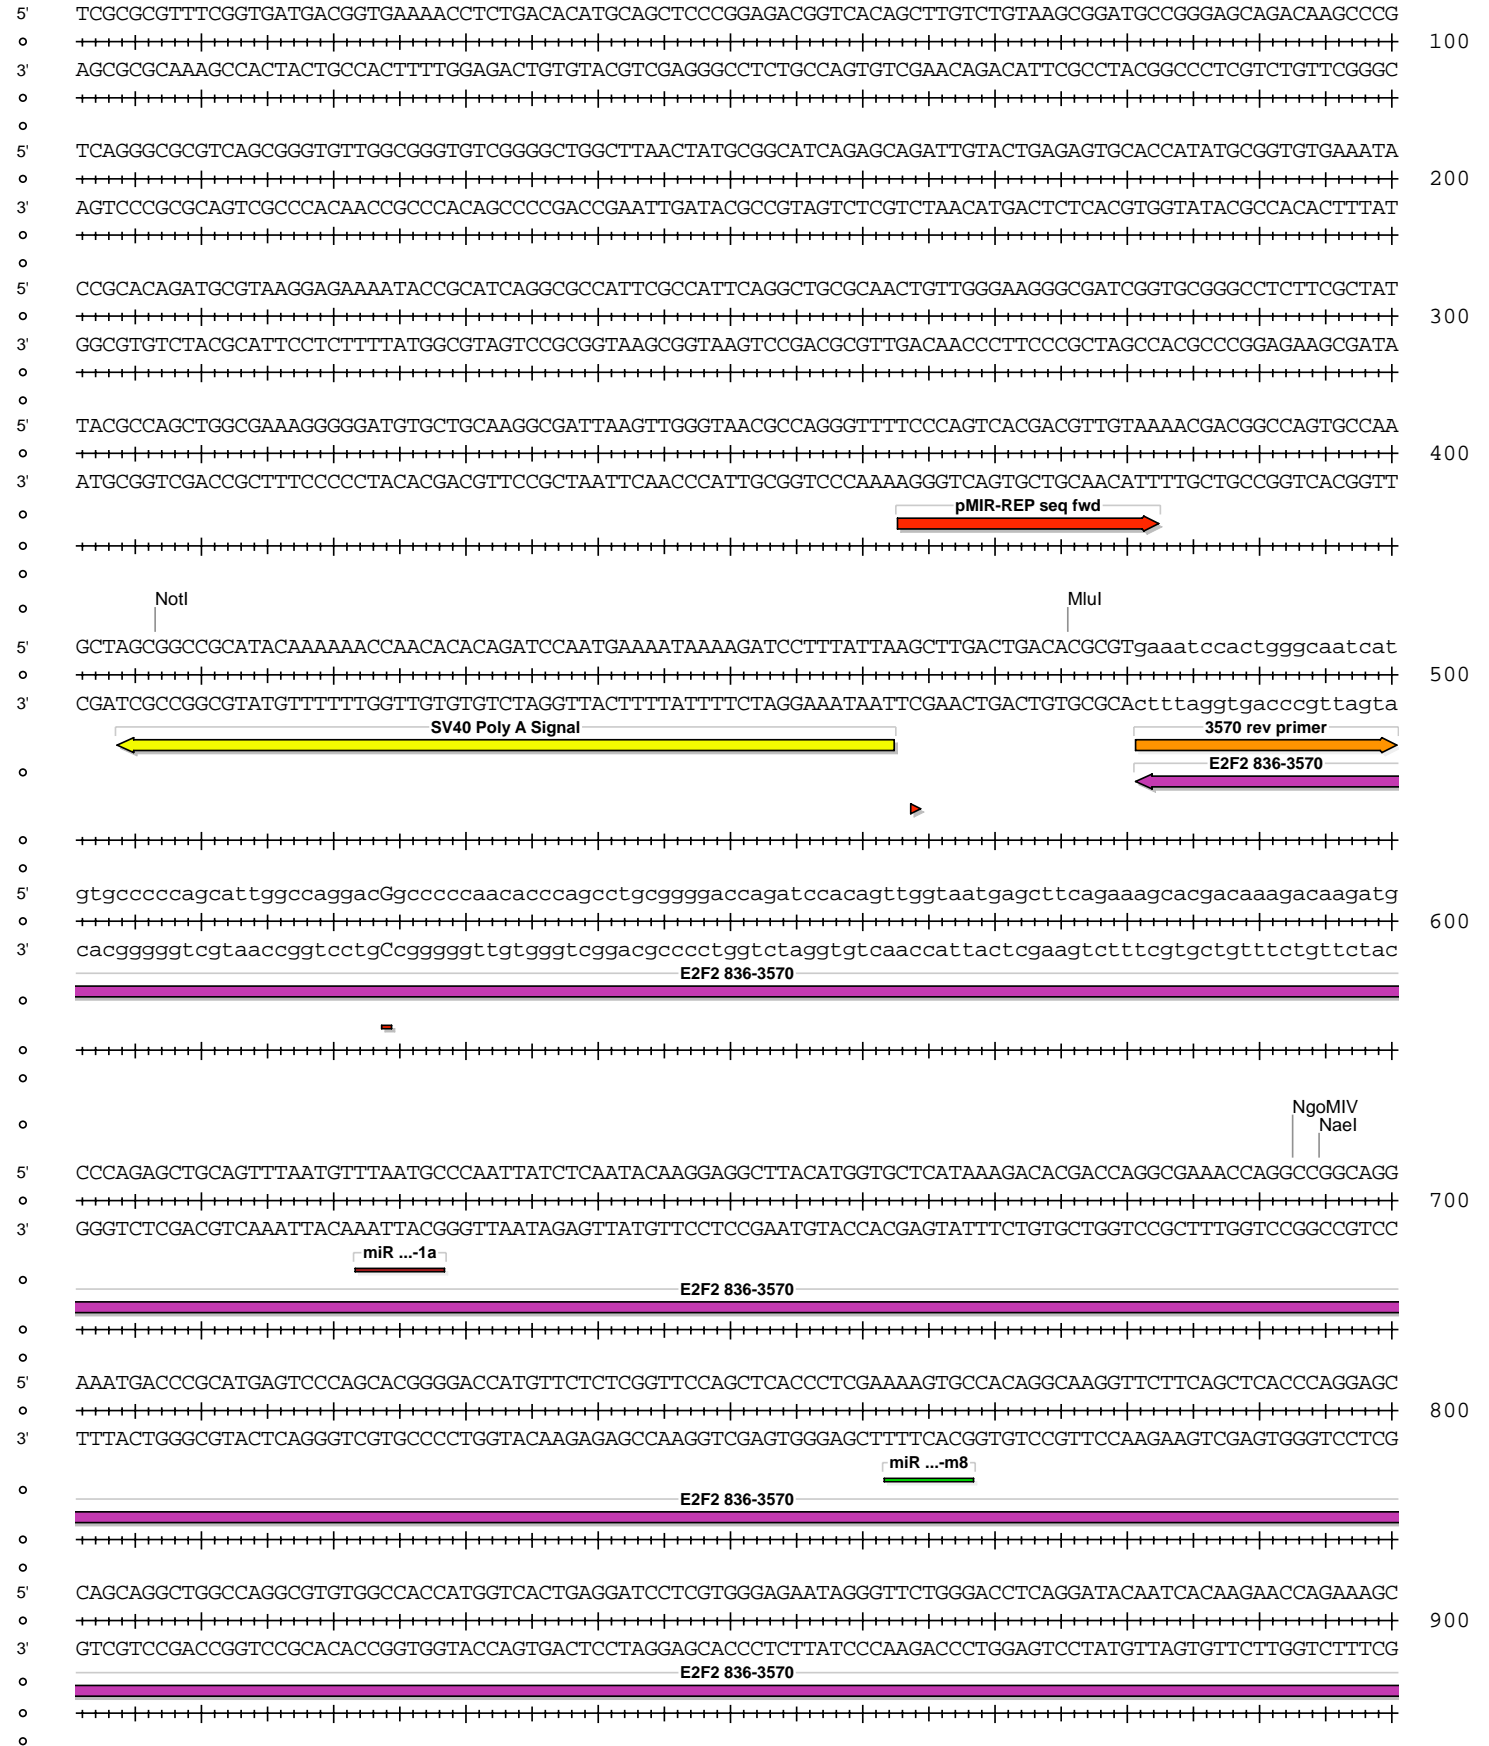 5' TCGCGCGTTTCGGTGATGACGGTGAAAACCTCTGACACATGCAGCTCCCGGAGACGGTCACAGCTTGTCTGTAAGCGGATGCCGGGAGCAGACAAGCCCG
100
3' AGCGCGCAAAGCCACTACTGCCACTTTTGGAGACTGTGTACGTCGAGGGCCTCTGCCAGTGTCGAACAGACATTCGCCTACGGCCCTCGTCTGTTCGGGC
5' TCAGGGCGCGTCAGCGGGTGTTGGCGGGTGTCGGGGCTGGCTTAACTATGCGGCATCAGAGCAGATTGTACTGAGAGTGCACCATATGCGGTGTGAAATA
200
3' AGTCCCGCGCAGTCGCCCACAACCGCCCACAGCCCCGACCGAATTGATACGCCGTAGTCTCGTCTAACATGACTCTCACGTGGTATACGCCACACTTTAT
5' CCGCACAGATGCGTAAGGAGAAAATACCGCATCAGGCGCCATTCGCCATTCAGGCTGCGCAACTGTTGGGAAGGGCGATCGGTGCGGGCCTCTTCGCTAT
300
3' GGCGTGTCTACGCATTCCTCTTTTATGGCGTAGTCCGCGGTAAGCGGTAAGTCCGACGCGTTGACAACCCTTCCCGCTAGCCACGCCCGGAGAAGCGATA
5' TACGCCAGCTGGCGAAAGGGGGATGTGCTGCAAGGCGATTAAGTTGGGTAACGCCAGGGTTTTCCCAGTCACGACGTTGTAAAACGACGGCCAGTGCCAA
400
3' ATGCGGTCGACCGCTTTCCCCCTACACGACGTTCCGCTAATTCAACCCATTGCGGTCCCAAAAGGGTCAGTGCTGCAACATTTTGCTGCCGGTCACGGTT
pMIR-REP seq fwd
NotI MluI
5' GCTAGCGGCCGCATACAAAAAACCAACACACAGATCCAATGAAAATAAAAGATCCTTTATTAAGCTTGACTGACACGCGTgaaatccactgggcaatcat
500
3' CGATCGCCGGCGTATGTTTTTTGGTTGTGTGTCTAGGTTACTTTTATTTTCTAGGAAATAATTCGAACTGACTGTGCGCActttaggtgacccgttagta
SV40 Poly A Signal 3570 rev primer
E2F2 836-3570
5' gtgcccccagcattggccaggacGgcccccaacacccagcctgcggggaccagatccacagttggtaatgagcttcagaaagcacgacaaagacaagatg
600
3' cacgggggtcgtaaccggtcctgCcgggggttgtgggtcggacgcccctggtctaggtgtcaaccattactcgaagtctttcgtgctgtttctgttctac
E2F2 836-3570
NgoMIV
NaeI
5' CCCAGAGCTGCAGTTTAATGTTTAATGCCCAATTATCTCAATACAAGGAGGCTTACATGGTGCTCATAAAGACACGACCAGGCGAAACCAGGCCGGCAGG
700
3' GGGTCTCGACGTCAAATTACAAATTACGGGTTAATAGAGTTATGTTCCTCCGAATGTACCACGAGTATTTCTGTGCTGGTCCGCTTTGGTCCGGCCGTCC
miR ...-1a
E2F2 836-3570
5' AAATGACCCGCATGAGTCCCAGCACGGGGACCATGTTCTCTCGGTTCCAGCTCACCCTCGAAAAGTGCCACAGGCAAGGTTCTTCAGCTCACCCAGGAGC
800
3' TTTACTGGGCGTACTCAGGGTCGTGCCCCTGGTACAAGAGAGCCAAGGTCGAGTGGGAGCTTTTCACGGTGTCCGTTCCAAGAAGTCGAGTGGGTCCTCG
miR ...-m8
E2F2 836-3570
5' CAGCAGGCTGGCCAGGCGTGTGGCCACCATGGTCACTGAGGATCCTCGTGGGAGAATAGGGTTCTGGGACCTCAGGATACAATCACAAGAACCAGAAAGC
900
3' GTCGTCCGACCGGTCCGCACACCGGTGGTACCAGTGACTCCTAGGAGCACCCTCTTATCCCAAGACCCTGGAGTCCTATGTTAGTGTTCTTGGTCTTTCG
E2F2 836-3570